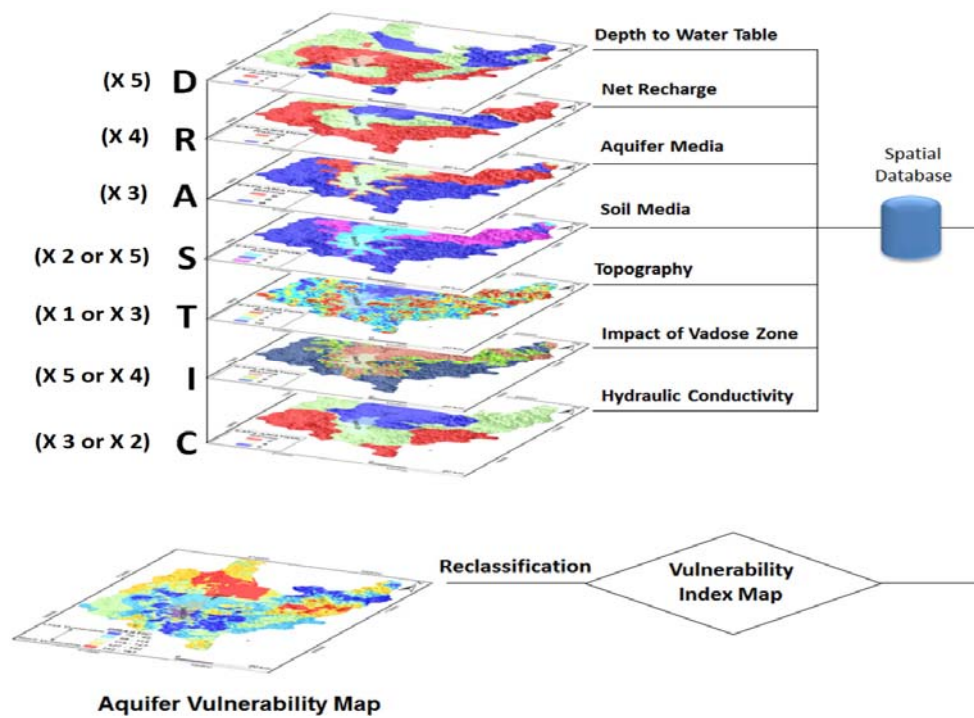 Depth to Water Table
(X 5) D
Net Recharge
(X 4) R
Aquifer Media
(X 3) A
Spatial
Database
Soil Media
(X 2 or X 5) S
Topography
(X 1 or X 3) T
Impact of Vadose Zone
(X 5 or X 4) I
Hydraulic Conductivity
(X 3 or X 2) C
Reclassification
Vulnerability
Index Map
Aquifer Vulnerability Map